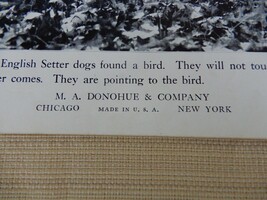 English Setter dogs found a bird. They will not tou
er comes. They are pointing to the bird.
M. A. DONOHUE & COMPANY
CHICAGO MADE IN U. S. A. NEW YORK